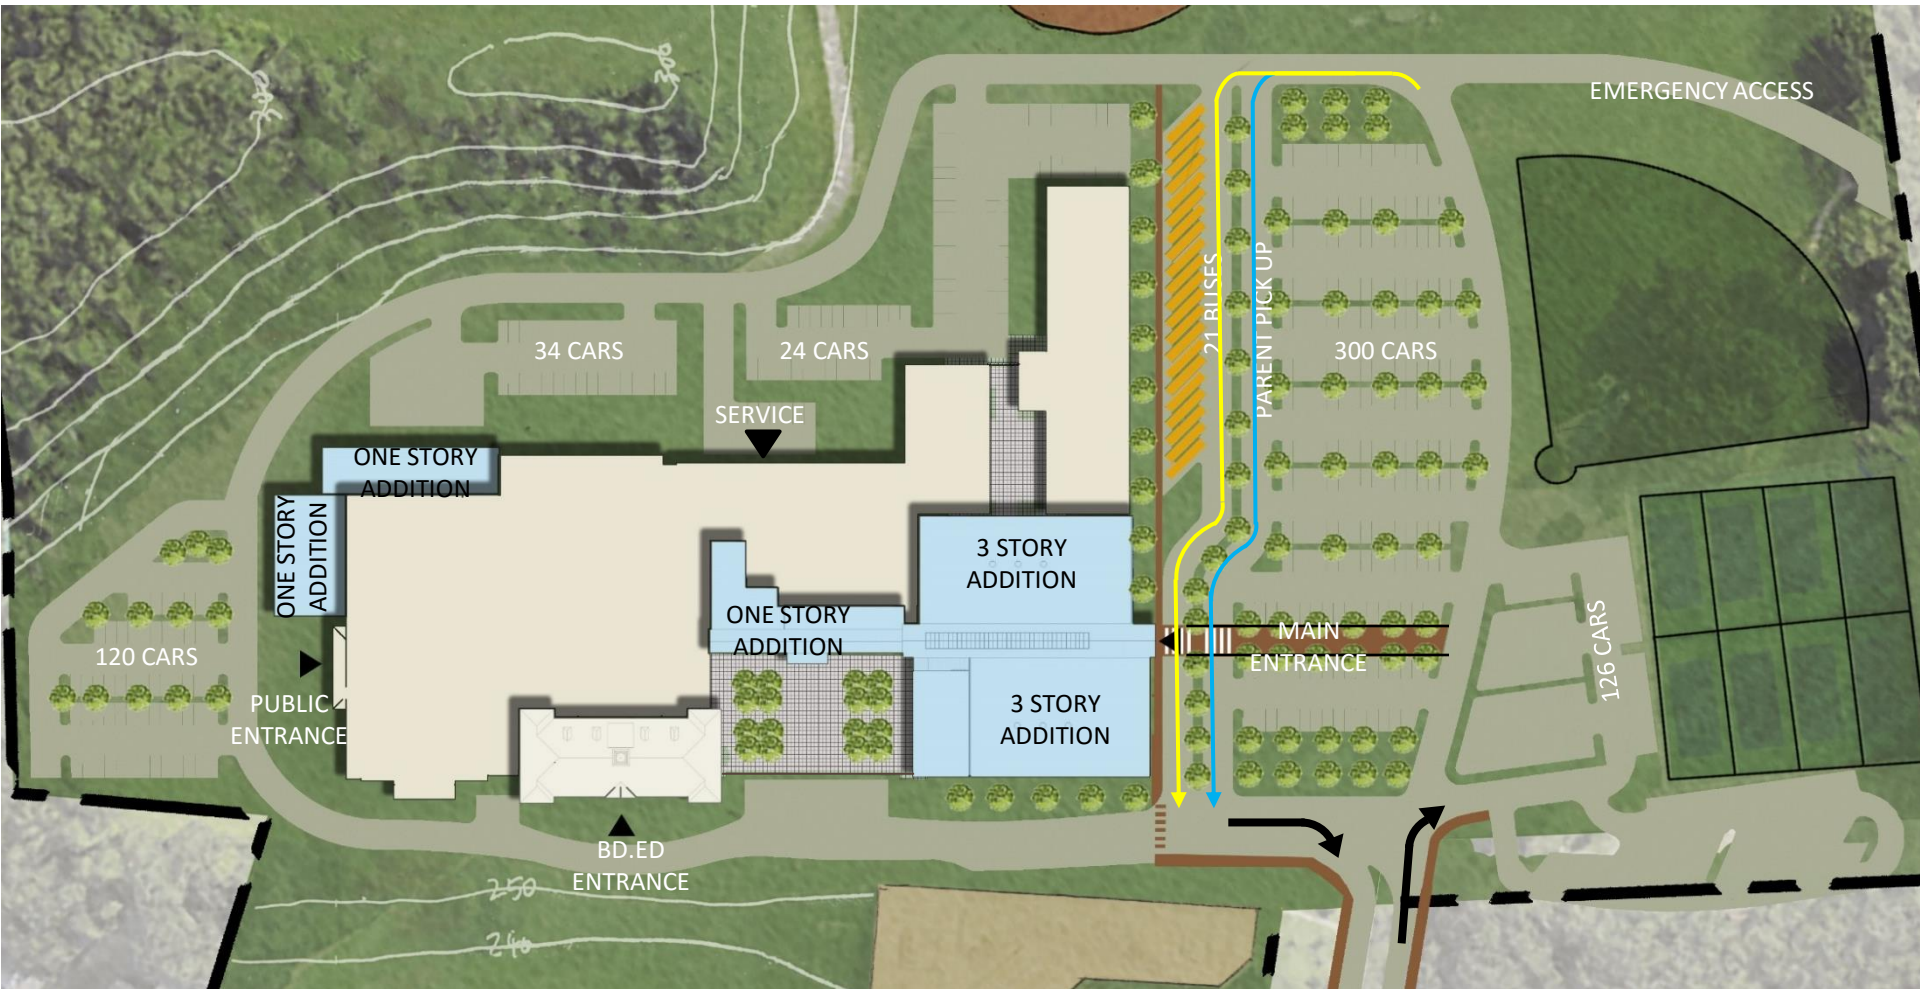 300
340
EMERGENCY ACCESS
21 BUSES
PARENT PICK UP
34 CARS
24 CARS
300 CARS
SERVICE
ONE STORY
ADDITION
ONE STORY
ADDITION
3 STORY
ADDITION
ONE STORY
ADDITION
MAIN
ENTRANCE
120 CARS
126 CARS
PUBLIC
ENTRANCE
3 STORY
ADDITION
BD.ED
ENTRANCE
250
240